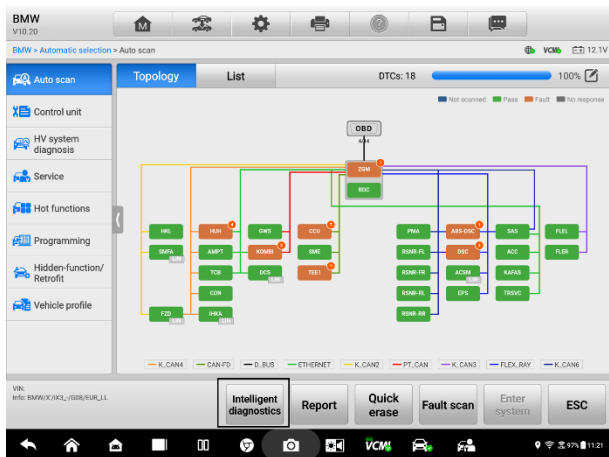 BMW
V10.20
M
?
BMW > Automatic selection > Auto scan
VCMI
12.1V
Auto scan
Topology
List
DTCs: 18
100%
Not scanned
Pass
Fault
No response
Control unit
HV system
diagnosis
Service
Hot functions
Programming
Hidden-function/
Retrofit
Vehicle profile
OBD
ZGM
BDC
HKL
HUH
GWS
CCU
PMA
ABS-DSC
SAS
FLEL
SMFA
AMPT
KOMBI
SME
RSNR-FL
DSC
ACC
FLER
TCB
DCS
TEE1
RSNR-FR
ACSM
KAFAS
CON
RSNR-RL
EPS
TRSVC
FZD
IHKA
RSNR-RR
K_CAN4
CAN-FD
D_BUS
ETHERNET
K_CAN2
PT_CAN
K_CAN3
FLEX_RAY
K_CAN6
VIN:
Info: BMW/X'/iX3_-/G08/EUR_LL
Intelligent
diagnostics
Report
Quick
erase
Fault scan
Enter
system
ESC
VCMI
97% 11:21